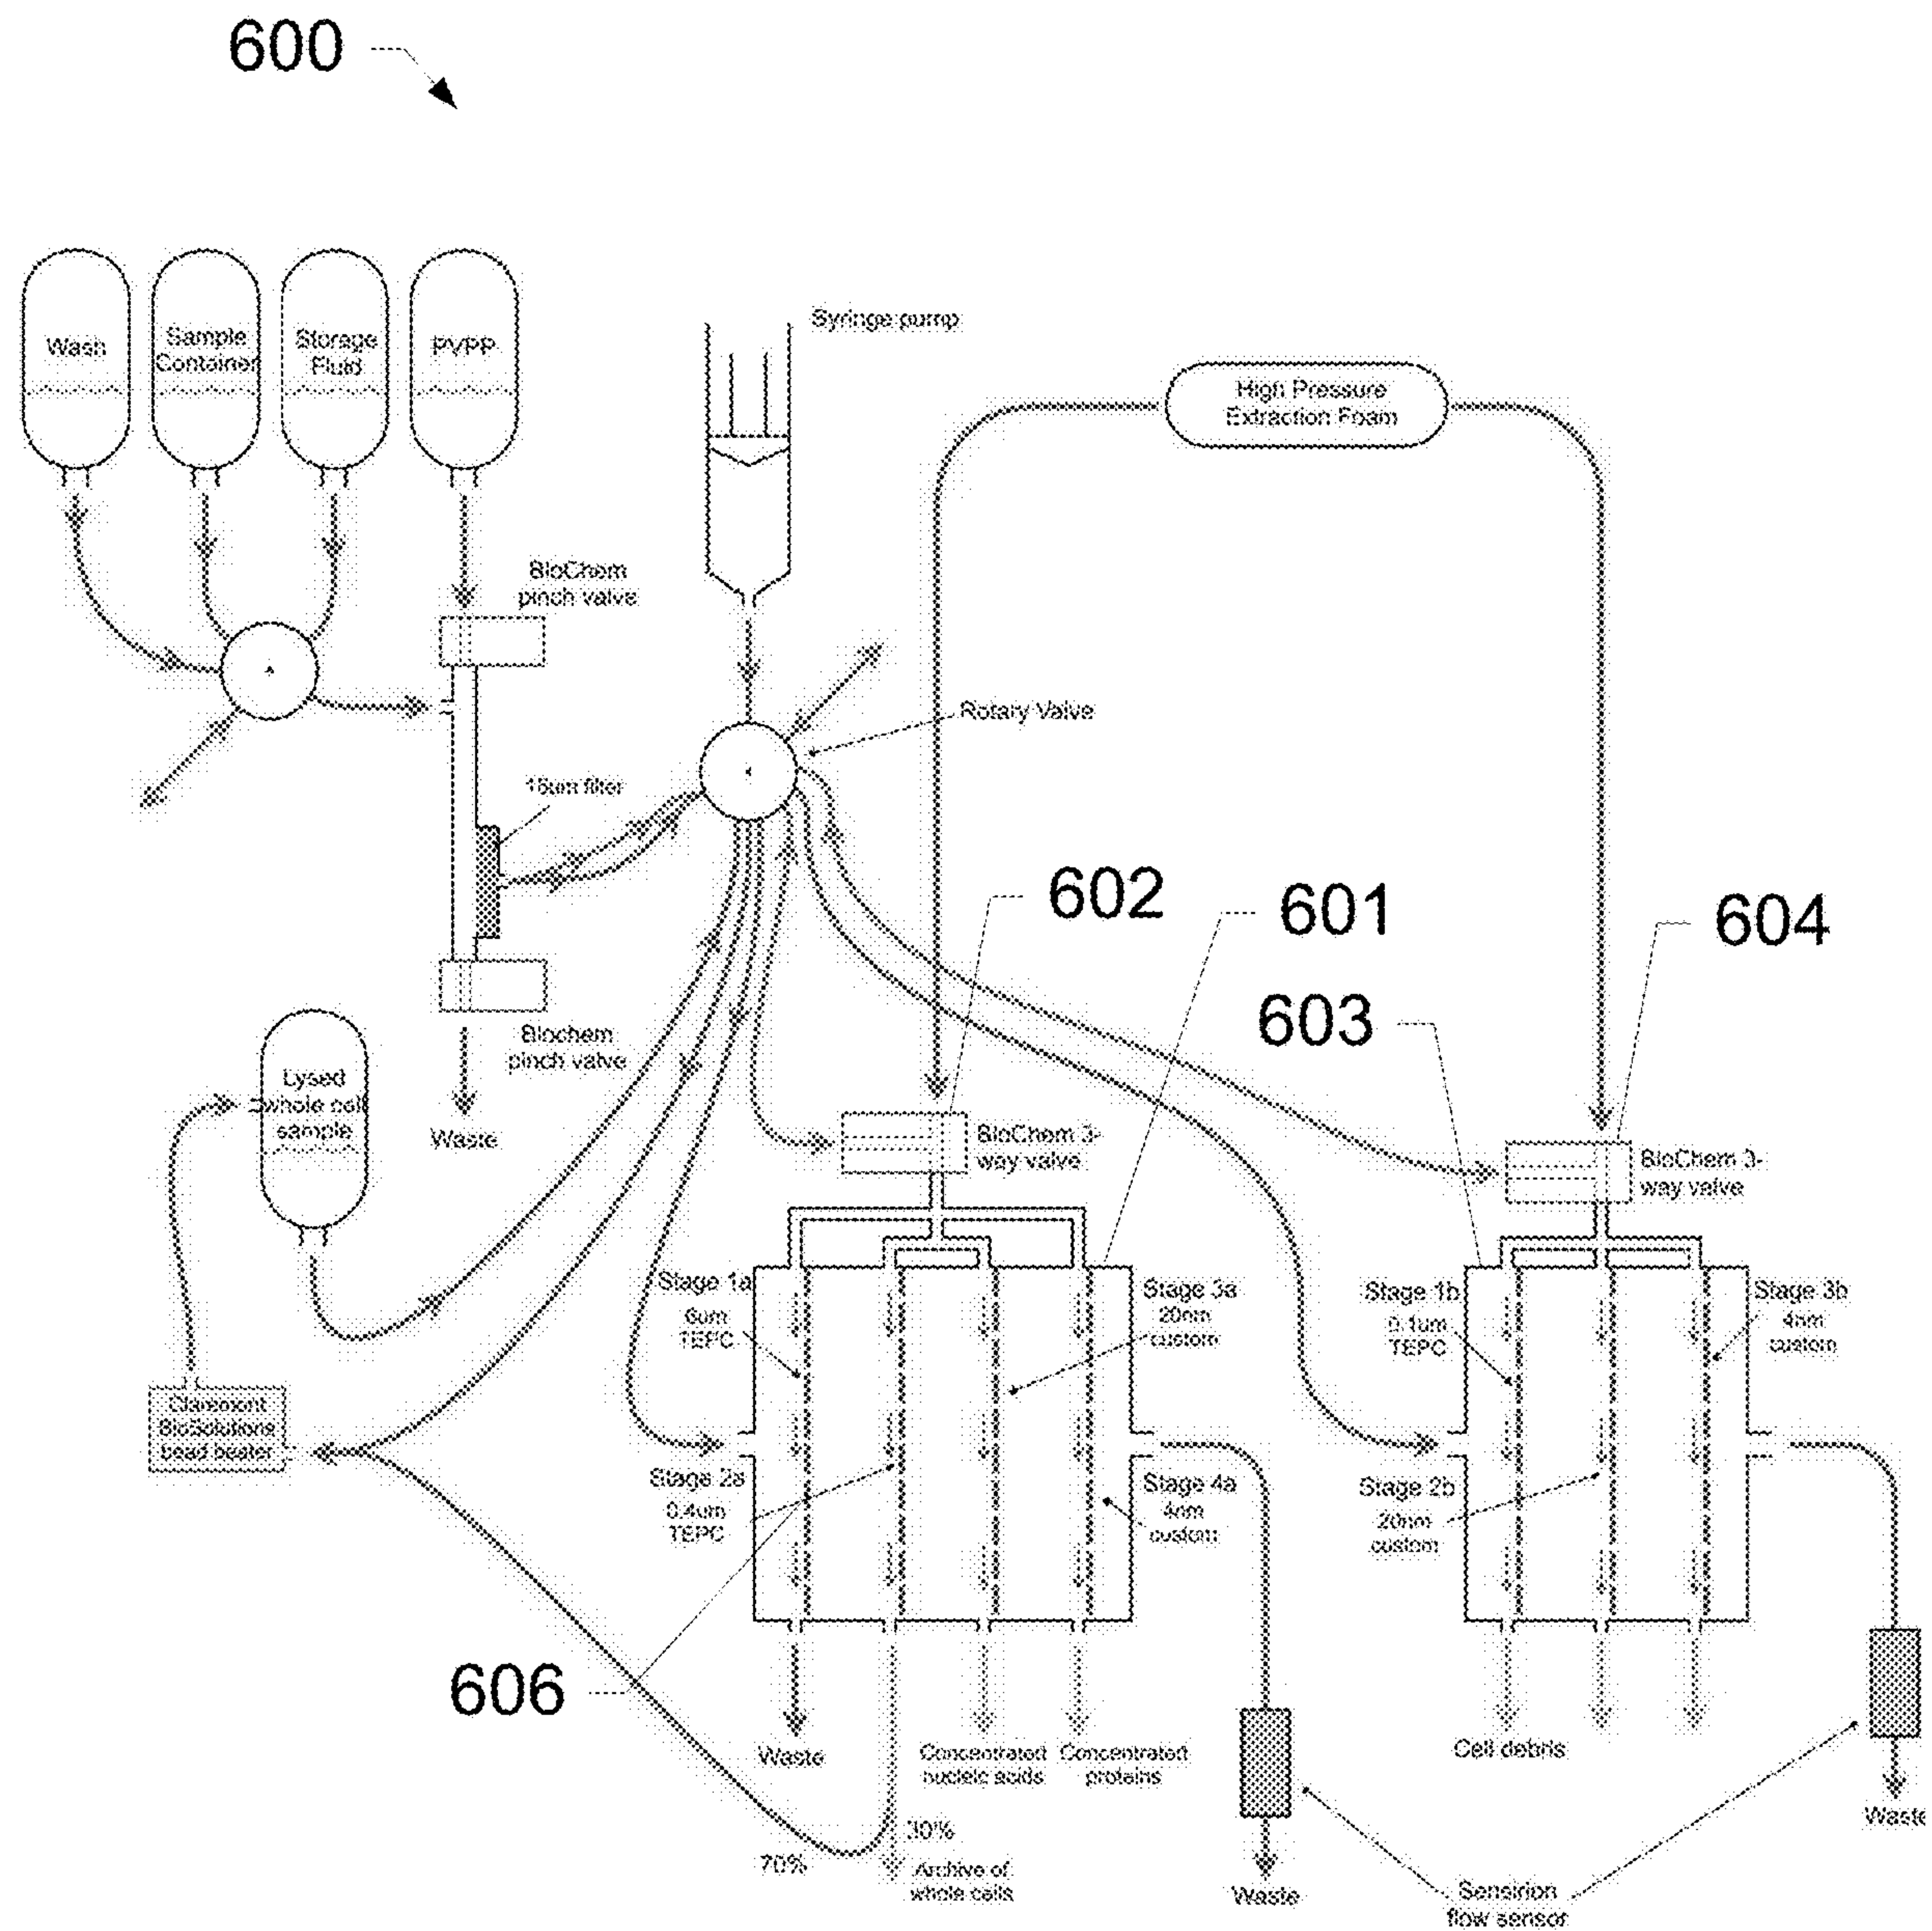 600
Wash
Sample
Container
Storage
Fluid
PVPP
Syringe pump
High Pressure
Extraction Foam
BioChem
pinch valve
Rotary Valve
15um filter
602
601
604
603
Biochem
pinch valve
Waste
Lysed
whole cell
sample
BioChem 3-
way valve
BioChem 3-
way valve
Stage 1a
6um
TEPC
Stage 3a
20nm
custom
Stage 1b
0.1um
TEPC
Stage 3b
4nm
custom
Claremont
BioSolutions
bead beater
Stage 2a
0.4um
TEPC
Stage 4a
4nm
custom
Stage 2b
20nm
custom
606
Waste
Concentrated
nucleic acids
Concentrated
proteins
Cell debris
Waste
30%
70%
Archive of
whole cells
Waste
Sensirion
flow sensor